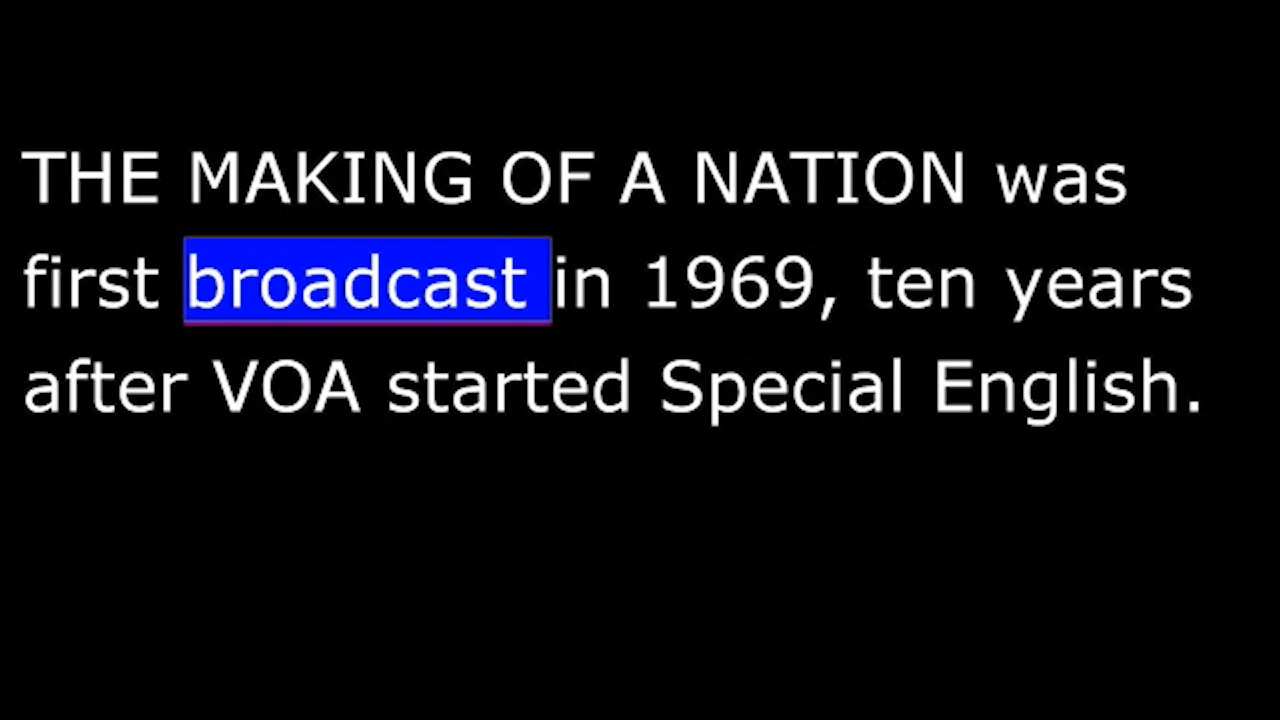 THE MAKING OF A NATION was
first broadcast in 1969, ten years
after VOA started Special English.